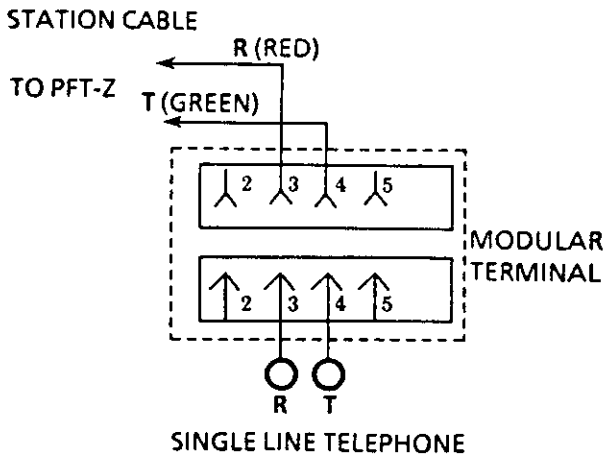 STATION CABLE
R (RED)
TO PFT-Z
T (GREEN)
2 3 4 5
MODULAR
TERMINAL
2 3 4 5
R T
SINGLE LINE TELEPHONE